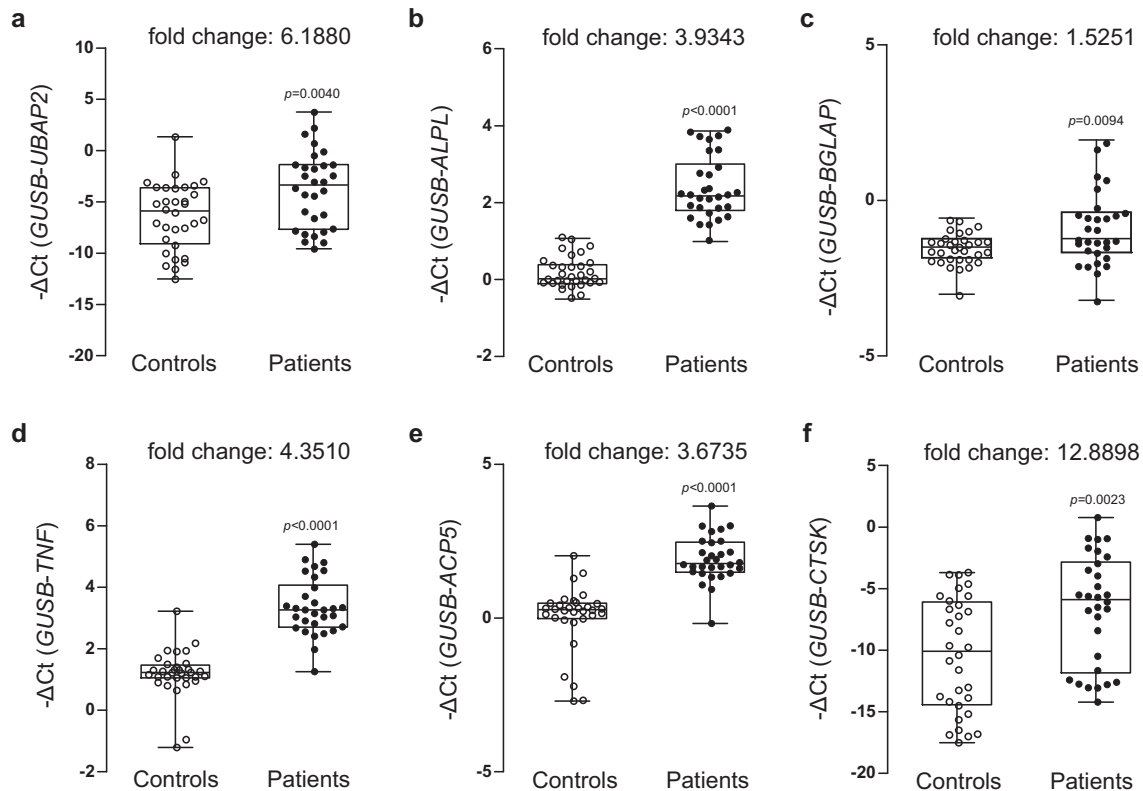 a
fold change: 6.1880
-ΔCt (GUSB-UBAP2)
10
5
0
-5
-10
-15
-20
p=0.0040
Controls
Patients
b
fold change: 3.9343
-ΔCt (GUSB-ALPL)
6
4
2
0
-2
p<0.0001
Controls
Patients
c
fold change: 1.5251
-ΔCt (GUSB-BGLAP)
5
0
-5
p=0.0094
Controls
Patients
d
fold change: 4.3510
-ΔCt (GUSB-TNF)
8
6
4
2
0
-2
p<0.0001
Controls
Patients
e
fold change: 3.6735
-ΔCt (GUSB-ACP5)
5
0
-5
p<0.0001
Controls
Patients
f
fold change: 12.8898
-ΔCt (GUSB-CTSK)
5
0
-5
-10
-15
-20
p=0.0023
Controls
Patients